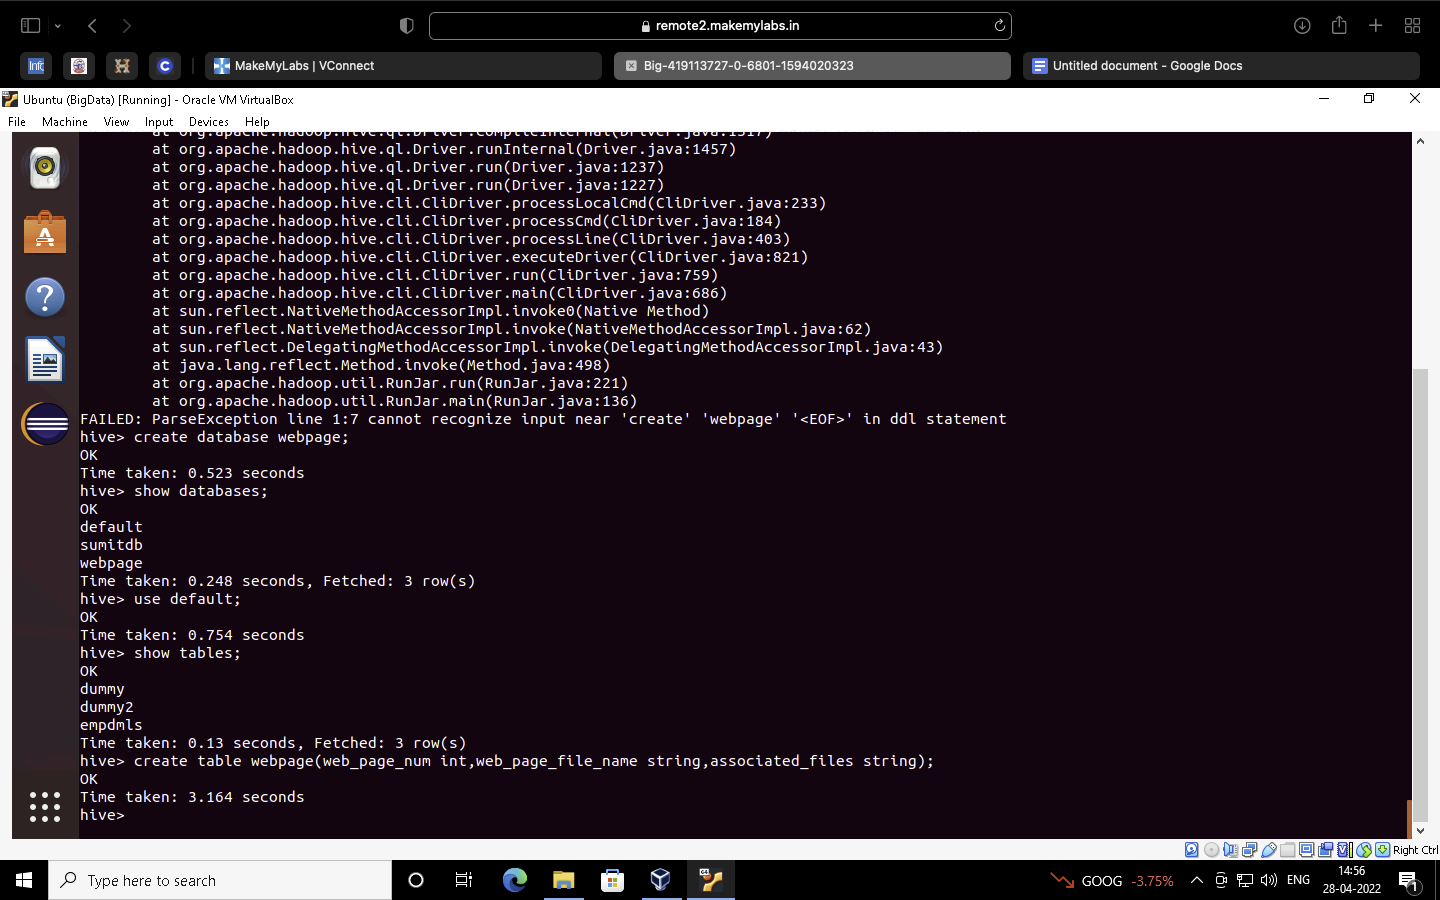 remote2.makemylabs.in
Info
C
MakeMyLabs | VConnect
Big-419113727-0-6801-1594020323
Untitled document - Google Docs
Ubuntu (BigData) [Running] - Oracle VM VirtualBox
File Machine View Input Devices Help
at org.apache.hadoop.hive.ql.Driver.compileInternal(Driver.java:1317)
at org.apache.hadoop.hive.ql.Driver.runInternal(Driver.java:1457)
at org.apache.hadoop.hive.ql.Driver.run(Driver.java:1237)
at org.apache.hadoop.hive.ql.Driver.run(Driver.java:1227)
at org.apache.hadoop.hive.cli.CliDriver.processLocalCmd(CliDriver.java:233)
at org.apache.hadoop.hive.cli.CliDriver.processCmd(CliDriver.java:184)
at org.apache.hadoop.hive.cli.CliDriver.processLine(CliDriver.java:403)
at org.apache.hadoop.hive.cli.CliDriver.executeDriver(CliDriver.java:821)
at org.apache.hadoop.hive.cli.CliDriver.run(CliDriver.java:759)
at org.apache.hadoop.hive.cli.CliDriver.main(CliDriver.java:686)
at sun.reflect.NativeMethodAccessorImpl.invoke0(Native Method)
at sun.reflect.NativeMethodAccessorImpl.invoke(NativeMethodAccessorImpl.java:62)
at sun.reflect.DelegatingMethodAccessorImpl.invoke(DelegatingMethodAccessorImpl.java:43)
at java.lang.reflect.Method.invoke(Method.java:498)
at org.apache.hadoop.util.RunJar.run(RunJar.java:221)
at org.apache.hadoop.util.RunJar.main(RunJar.java:136)
FAILED: ParseException line 1:7 cannot recognize input near 'create' 'webpage' '<EOF>' in ddl statement
hive> create database webpage;
OK
Time taken: 0.523 seconds
hive> show databases;
OK
default
sumitdb
webpage
Time taken: 0.248 seconds, Fetched: 3 row(s)
hive> use default;
OK
Time taken: 0.754 seconds
hive> show tables;
OK
dummy
dummy2
empdmls
Time taken: 0.13 seconds, Fetched: 3 row(s)
hive> create table webpage(web_page_num int,web_page_file_name string,associated_files string);
OK
Time taken: 3.164 seconds
hive>
Right Ctrl
Type here to search
GOOG -3.75%
ENG
14:56
28-04-2022
1